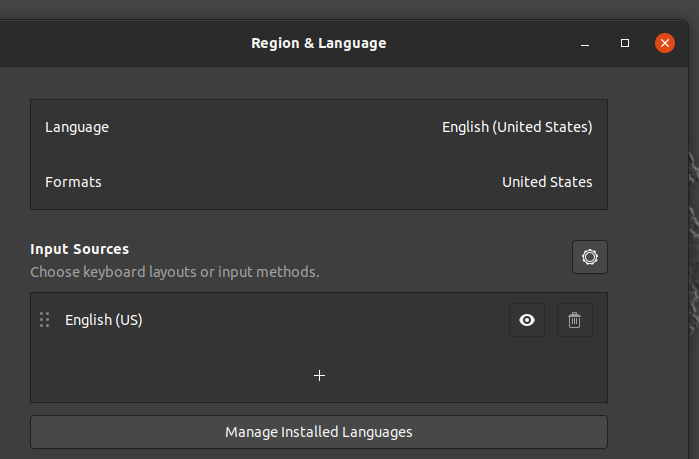 Region & Language
Language English (United States)
Formats United States
Input Sources
Choose keyboard layouts or input methods.
English (US)
Manage Installed Languages